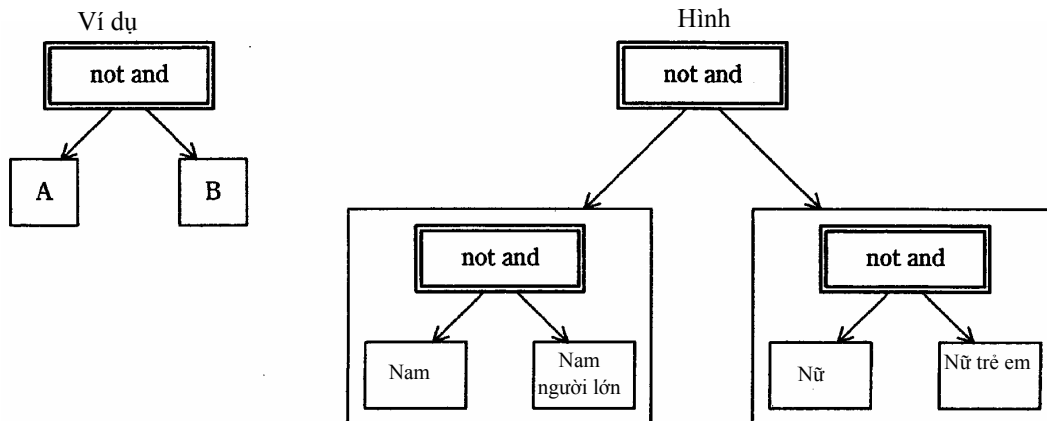 Ví dụ
not and
A
B
Hình
not and
not and
Nam
Nam
người lớn
not and
Nữ
Nữ trẻ em